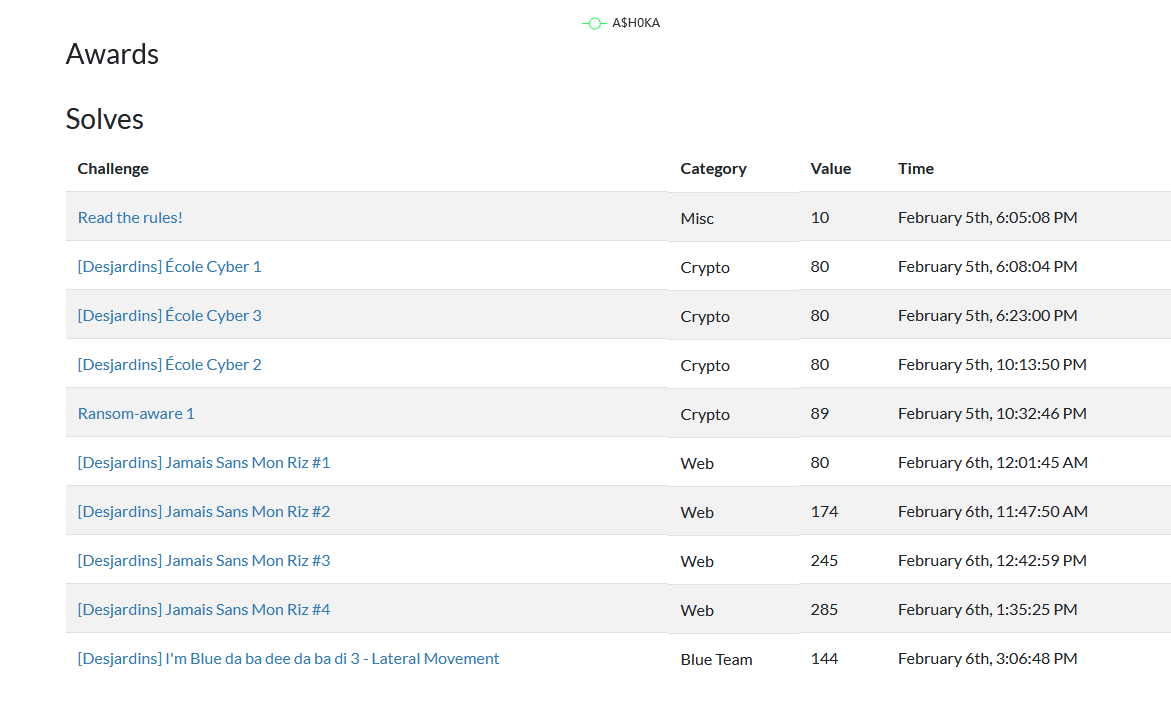 A$H0KA
Awards
Solves
Challenge Category Value Time
Read the rules! Misc 10 February 5th, 6:05:08 PM
[Desjardins] École Cyber 1 Crypto 80 February 5th, 6:08:04 PM
[Desjardins] École Cyber 3 Crypto 80 February 5th, 6:23:00 PM
[Desjardins] École Cyber 2 Crypto 80 February 5th, 10:13:50 PM
Ransom-aware 1 Crypto 89 February 5th, 10:32:46 PM
[Desjardins] Jamais Sans Mon Riz #1 Web 80 February 6th, 12:01:45 AM
[Desjardins] Jamais Sans Mon Riz #2 Web 174 February 6th, 11:47:50 AM
[Desjardins] Jamais Sans Mon Riz #3 Web 245 February 6th, 12:42:59 PM
[Desjardins] Jamais Sans Mon Riz #4 Web 285 February 6th, 1:35:25 PM
[Desjardins] I'm Blue da ba dee da ba di 3 - Lateral Movement Blue Team 144 February 6th, 3:06:48 PM